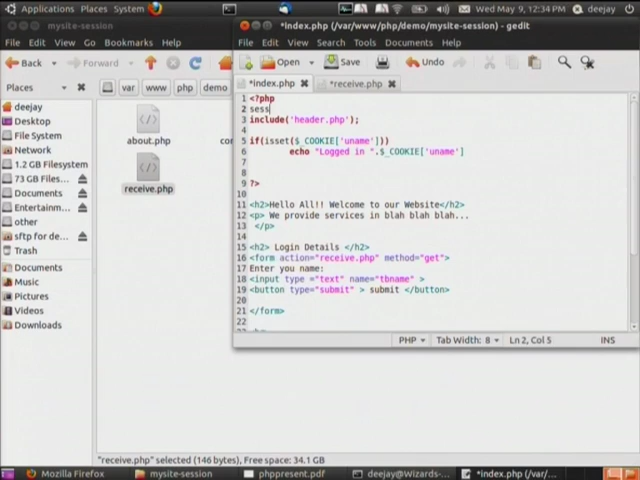 Applications Places System
Wed May 9, 12:34 PM deejay
mysite-session
File Edit View Go Bookmarks Help
Back Forward Up
Places
var www php demo
deejay
Desktop
File System
Network
1.2 GB Filesystem
73 GB Files...
Documents
Entertainm...
other
sftp for de...
Trash
Documents
Music
Pictures
Videos
Downloads
about.php
receive.php
"receive.php" selected (146 bytes), Free space: 34.1 GB
*index.php (/var/www/php/demo/mysite-session) - gedit
File Edit View Search Tools Documents Help
Open Save Undo
*index.php *receive.php
1 <?php
2 sess
3 include('header.php');
4
5 if(isset($_COOKIE['uname']))
6 echo "Logged in ".$_COOKIE['uname']
7
8
9 ?>
10
11 <h2>Hello All!! Welcome to our Website</h2>
12 <p> We provide services in blah blah blah...
13 </p>
14
15 <h2> Login Details </h2>
16 <form action="receive.php" method="get">
17 Enter you name:
18 <input type ="text" name="tbname" >
19 <button type="submit" > submit </button>
20
21 </form>
22
PHP Tab Width: 8 Ln 2, Col 5 INS
Mozilla Firefox mysite-session phppresent.pdf deejay@Wizards-... *index.php (/var/...